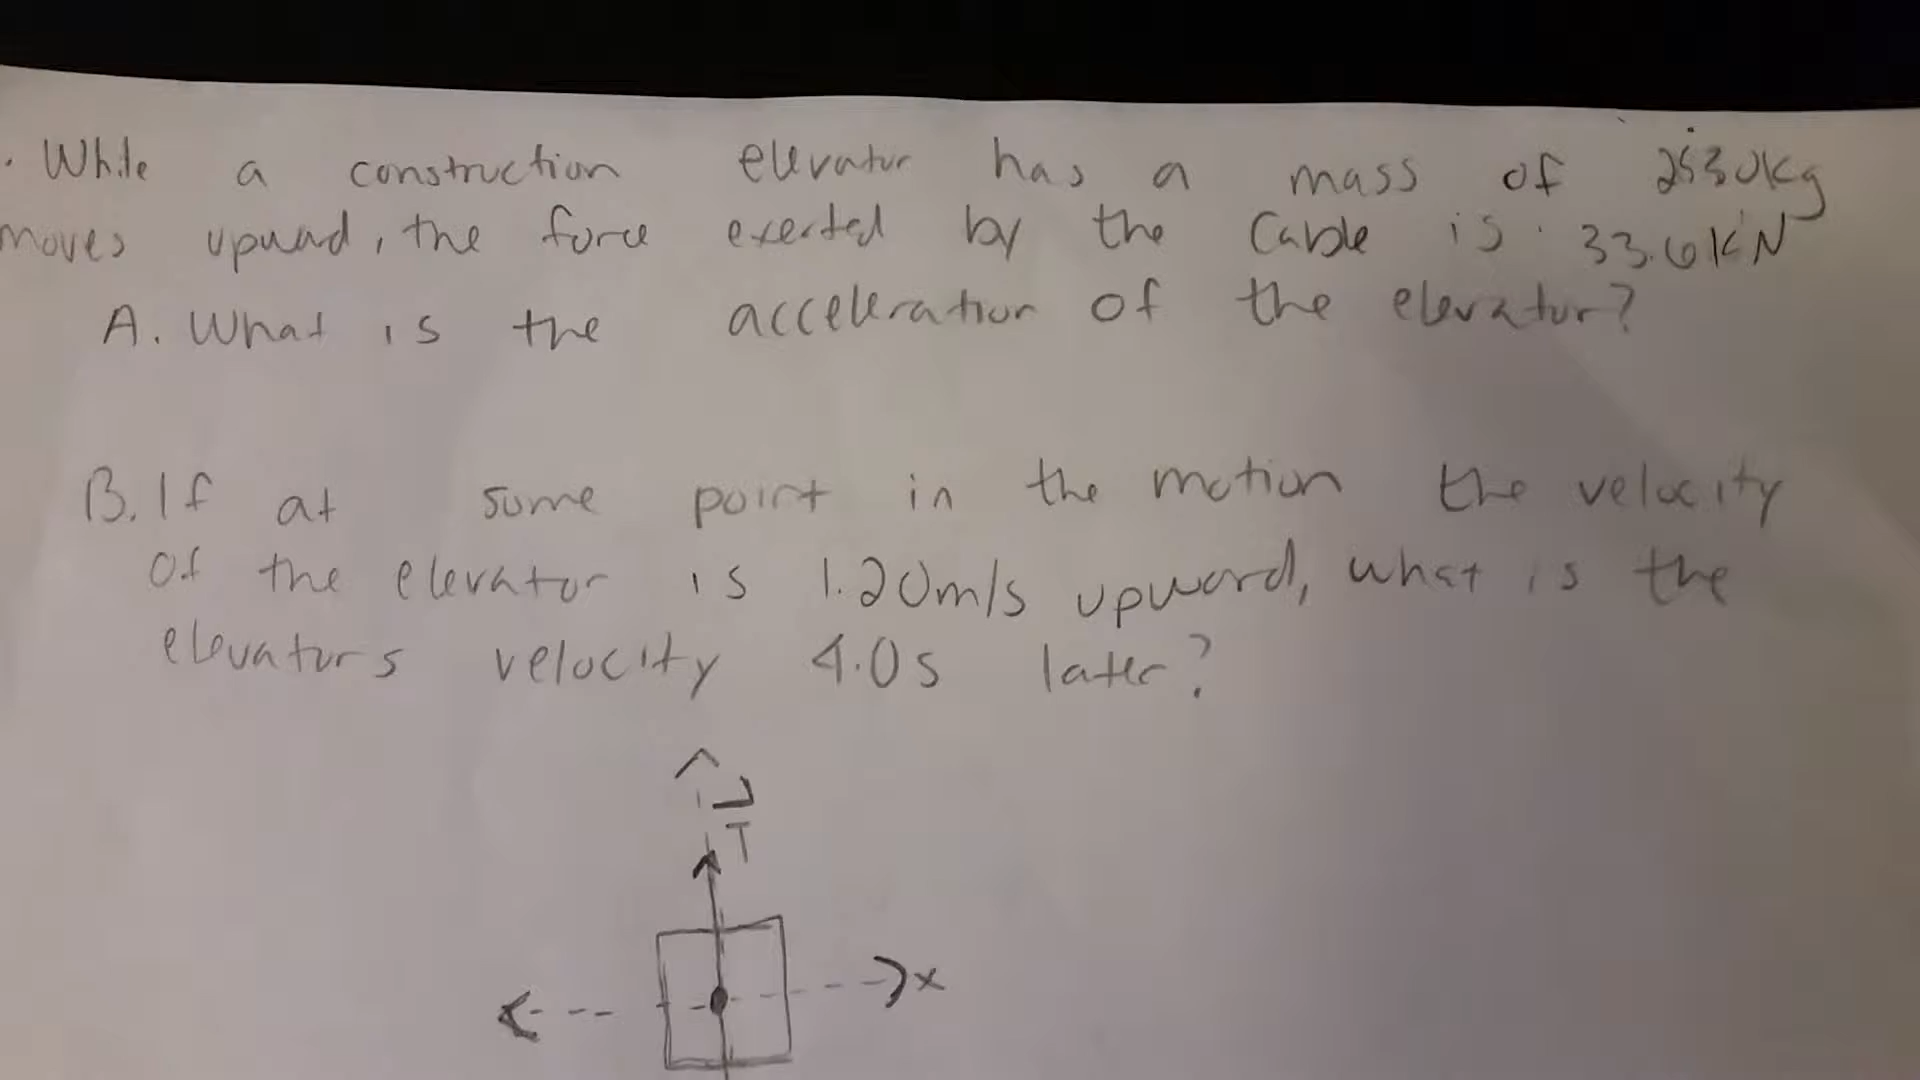 . While a construction elevator has a mass of 2530kg
moves upward, the force exerted by the Cable is 33.6kN
A. What is the acceleration of the elevator?
B. If at some point in the motion the velocity
of the elevator is 1.20m/s upward, what is the
elevators velocity 4.0s later?
T
x